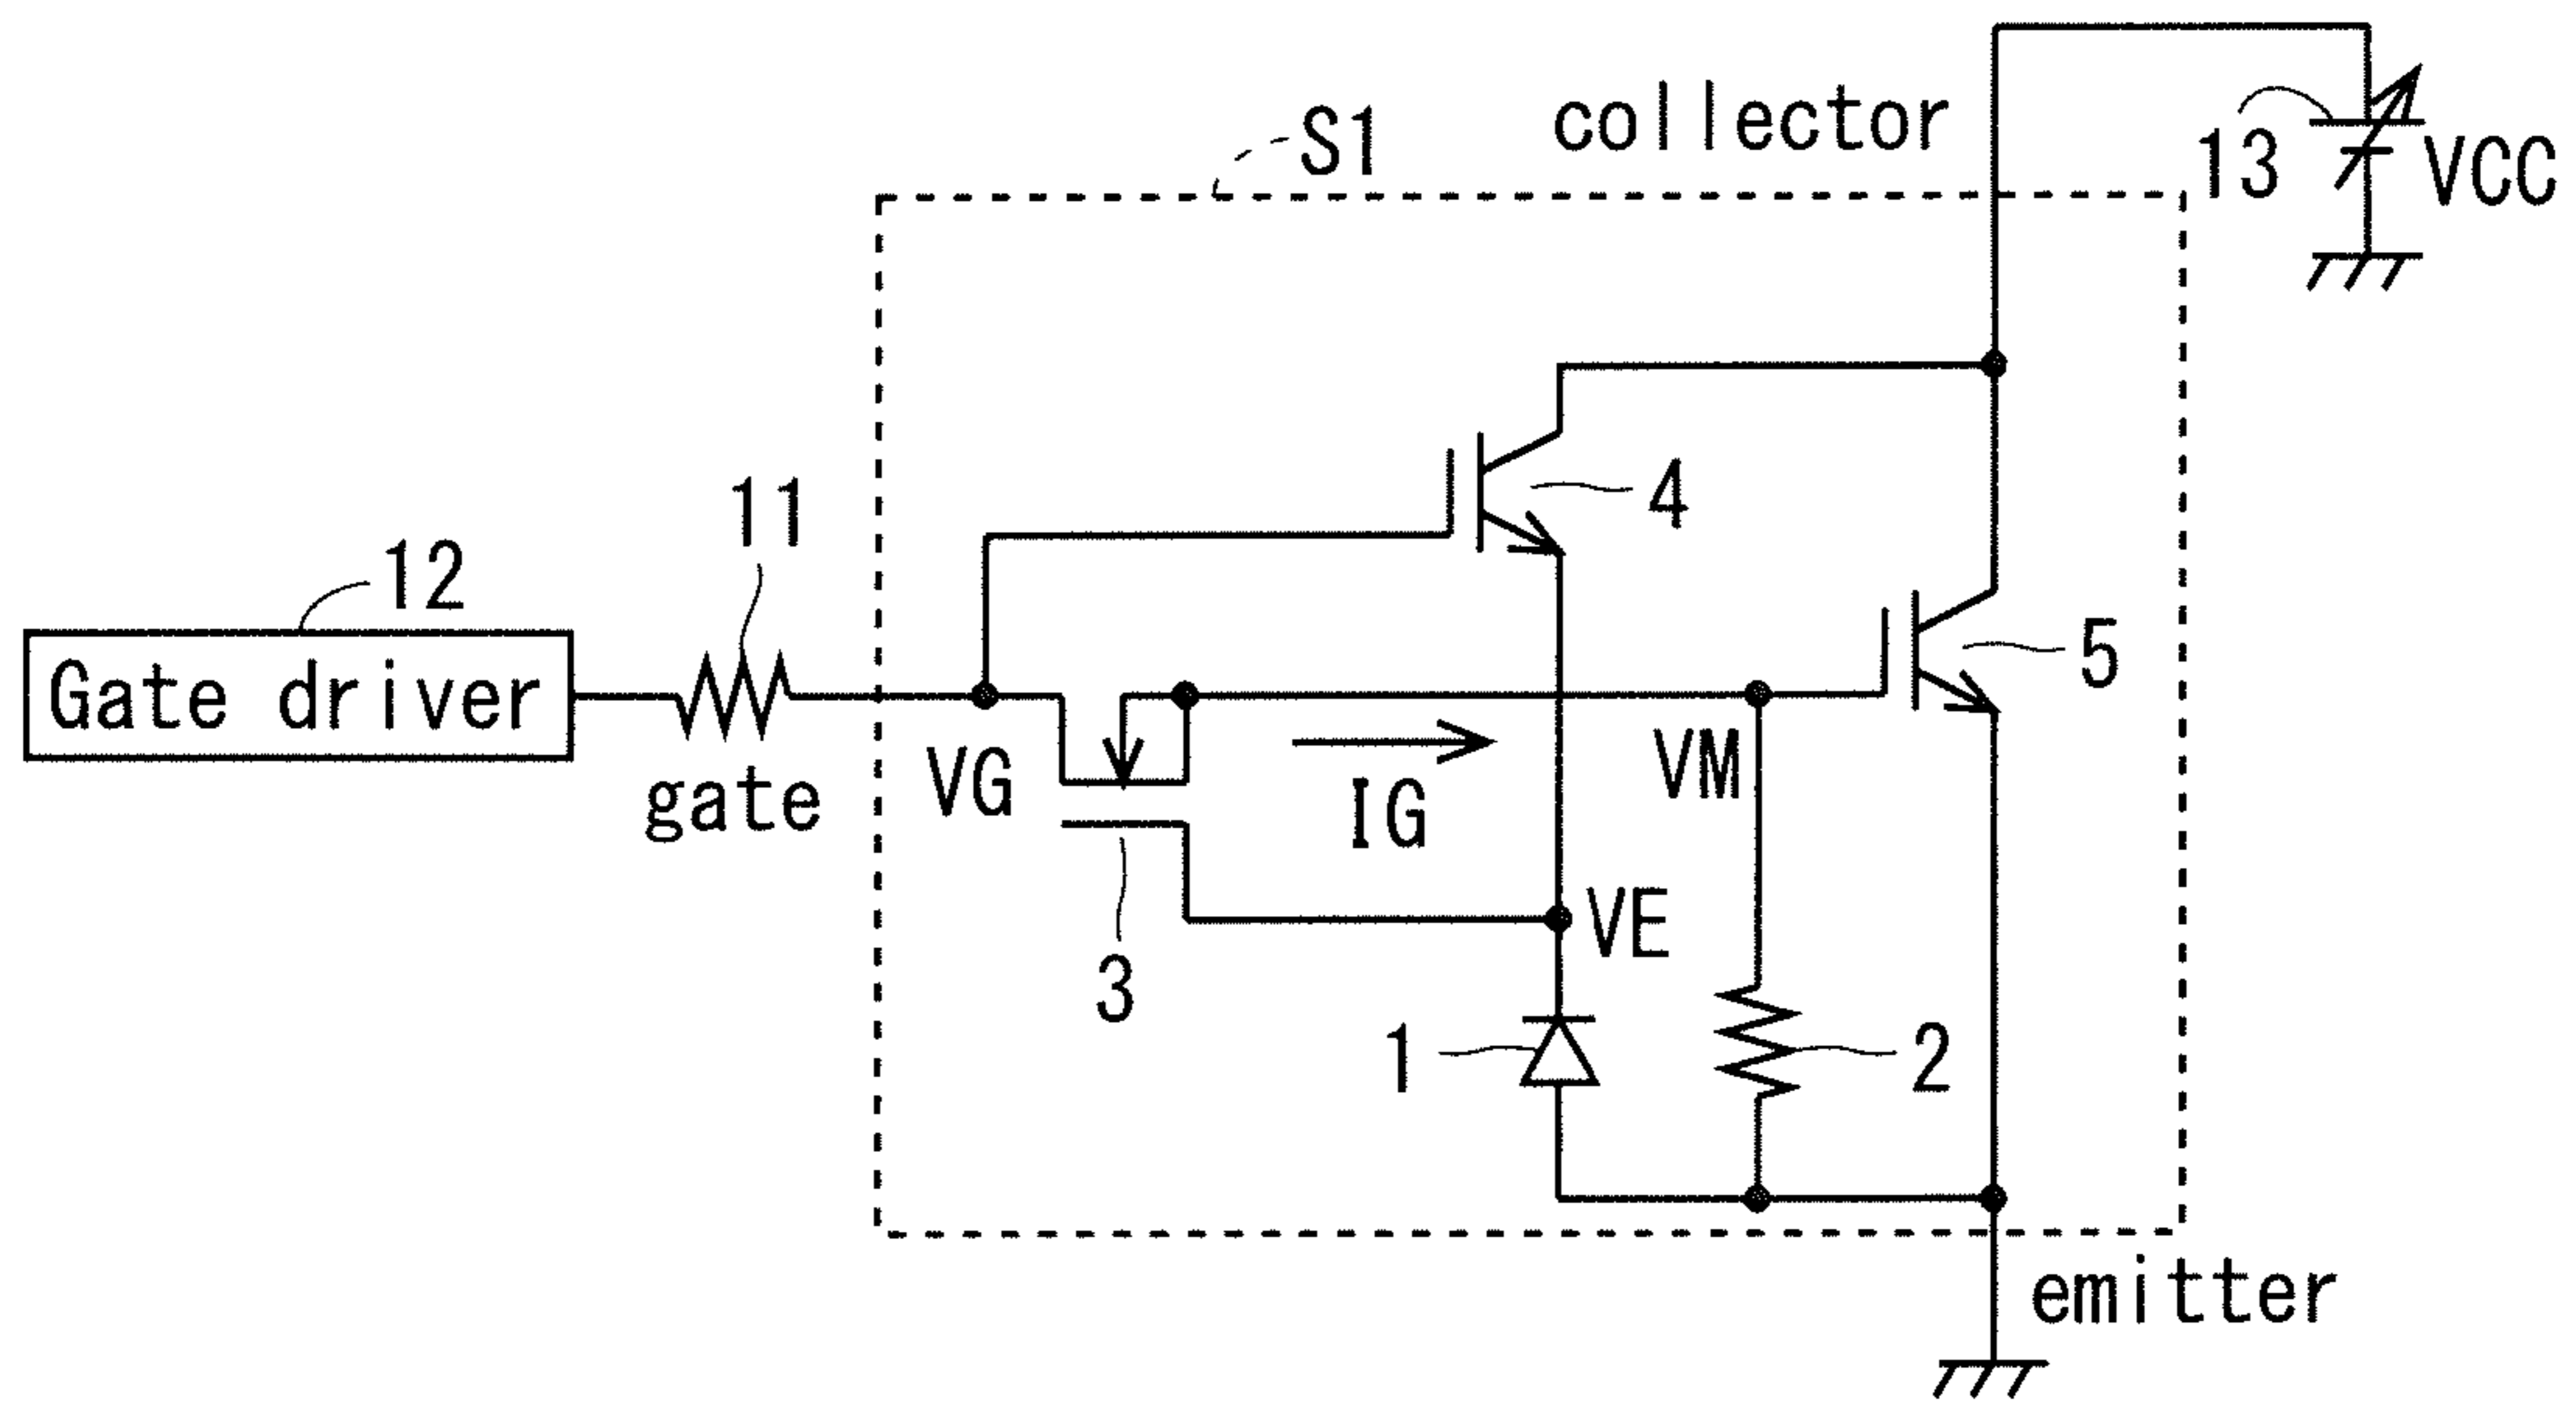 S1
collector
13
VCC
11
4
12
5
Gate driver
gate
VG
IG
VM
VE
3
1
2
emitter